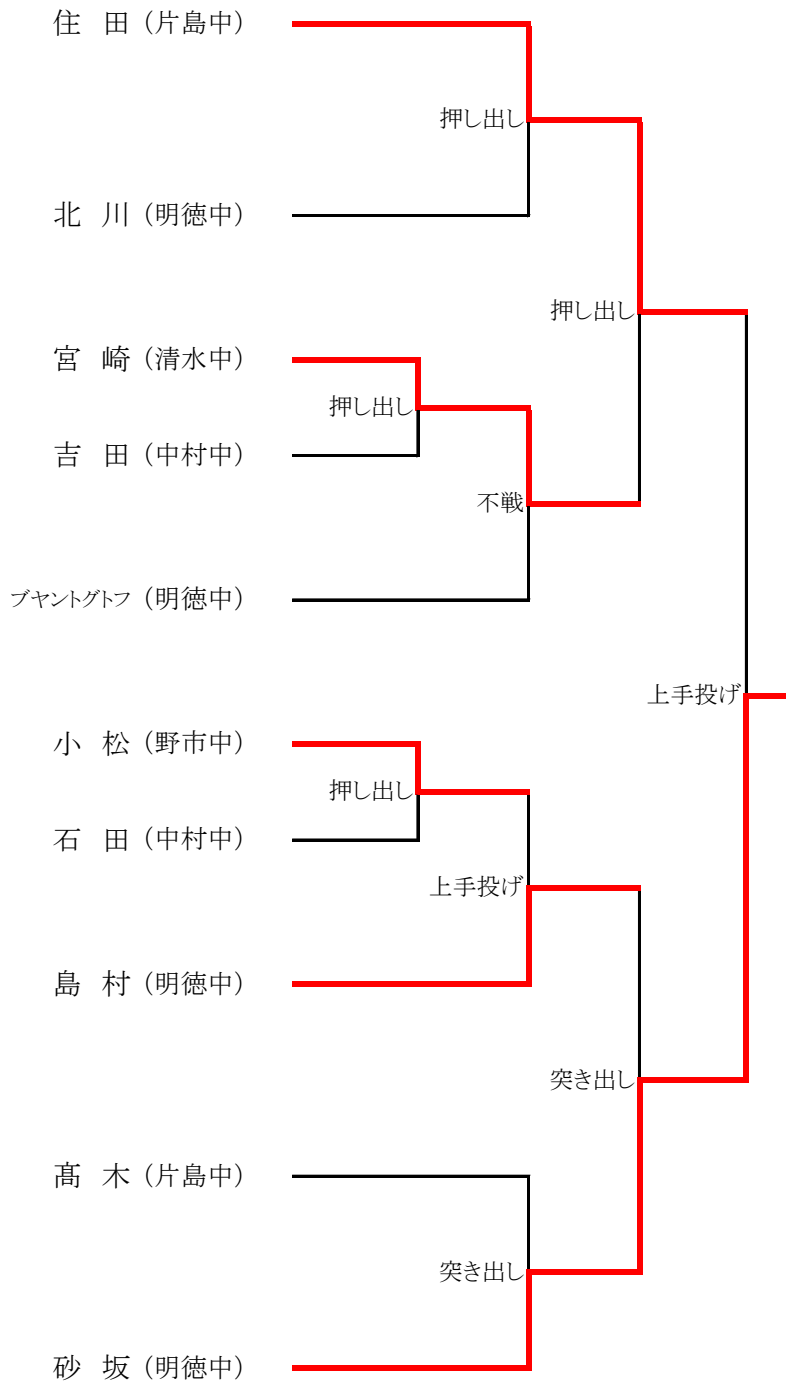 住 田 (片島中)
押し出し
北 川 (明徳中)
押し出し
宮 崎 (清水中)
押し出し
吉 田 (中村中)
不戦
ブヤントグトフ (明徳中)
上手投げ
小 松 (野市中)
押し出し
石 田 (中村中)
上手投げ
島 村 (明徳中)
突き出し
髙 木 (片島中)
突き出し
砂 坂 (明徳中)